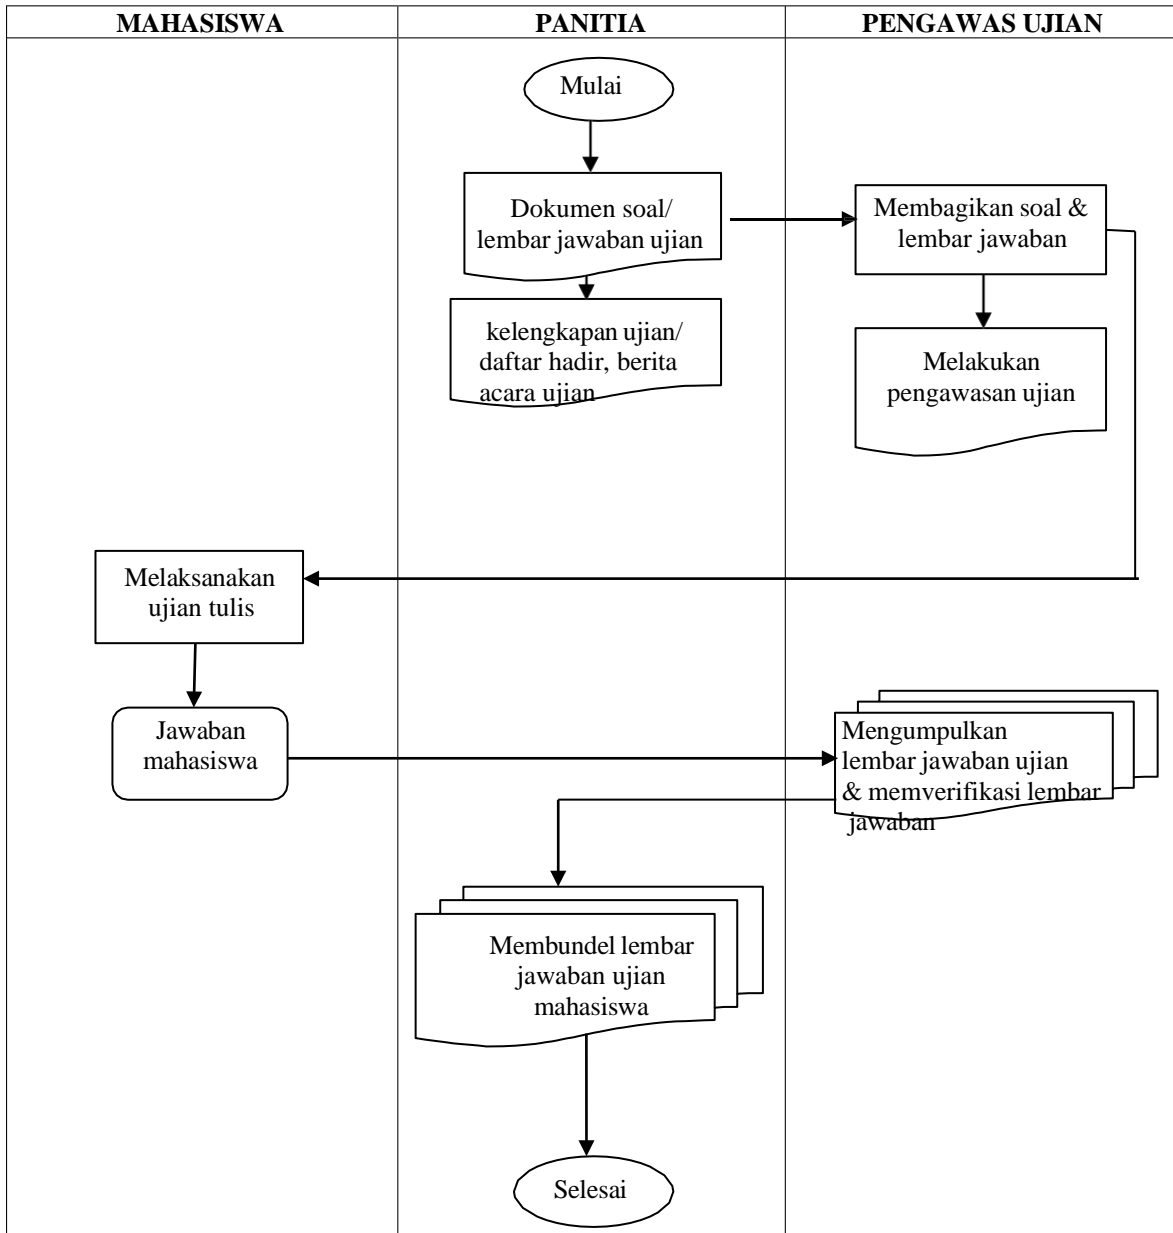 MAHASISWA
PANITIA
PENGAWAS UJIAN
Mulai
Dokumen soal/
lembar jawaban ujian
Membagikan soal &
lembar jawaban
kelengkapan ujian/
daftar hadir, berita
acara ujian
Melakukan
pengawasan ujian
Melaksanakan
ujian tulis
Jawaban
mahasiswa
Mengumpulkan
lembar jawaban ujian
& memverifikasi lembar
jawaban
Membundel lembar
jawaban ujian
mahasiswa
Selesai